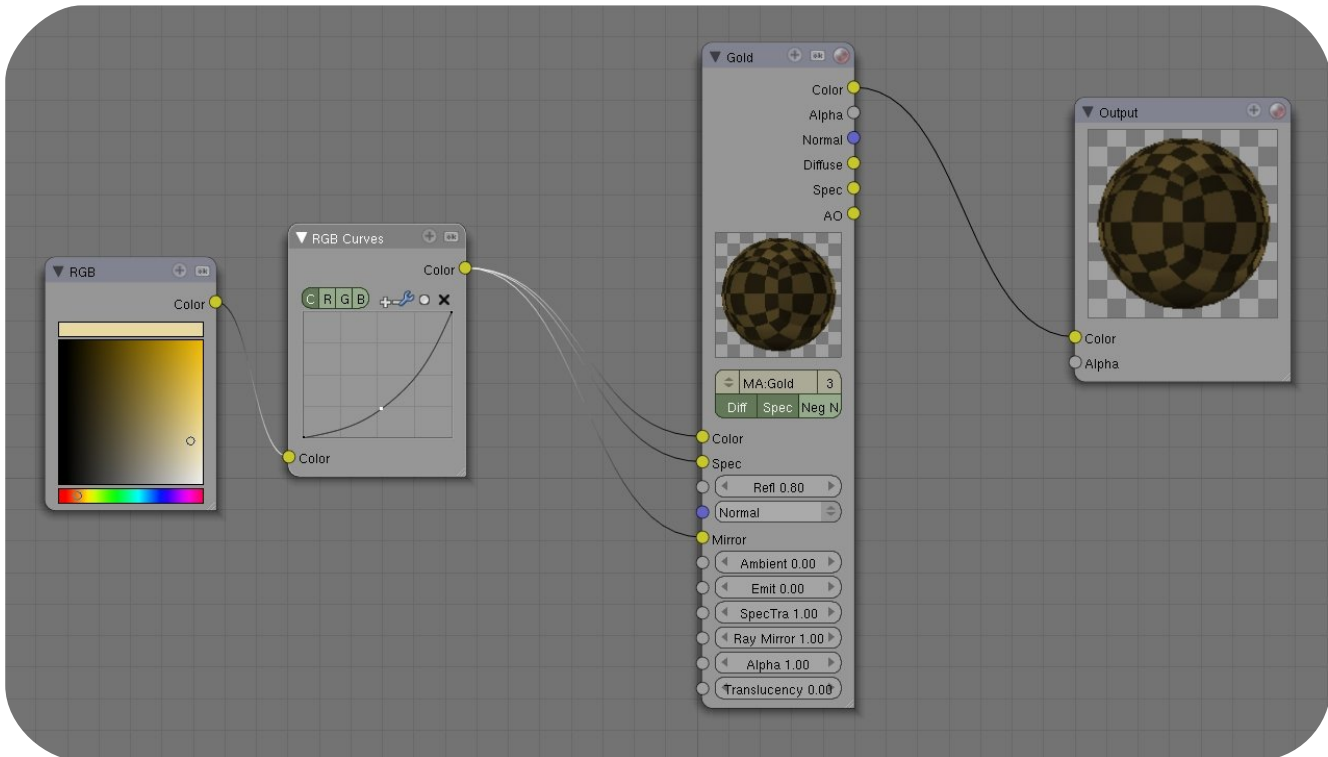 RGB
Color
RGB Curves
Color
C R G B
Color
Gold
Color
Alpha
Normal
Diffuse
Spec
AO
MA:Gold 3
Diff Spec Neg N
Color
Spec
Refl 0.80
Normal
Mirror
Ambient 0.00
Emit 0.00
SpecTra 1.00
Ray Mirror 1.00
Alpha 1.00
Translucency 0.00
Output
Color
Alpha